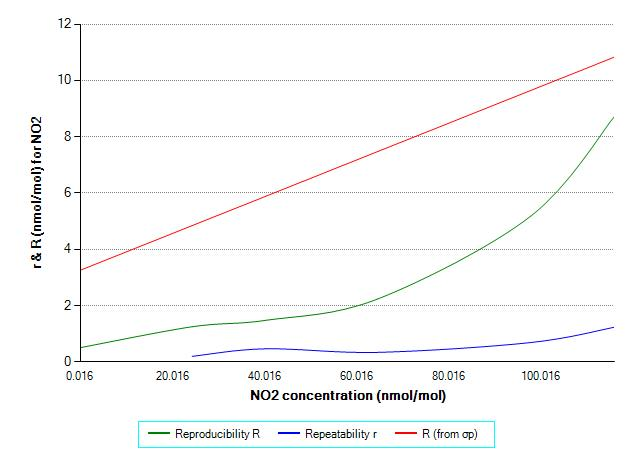 r & R (nmol/mol) for NO2
12
10
8
6
4
2
0
0.016 20.016 40.016 60.016 80.016 100.016
NO2 concentration (nmol/mol)
Reproducibility R Repeatability r R (from σp)